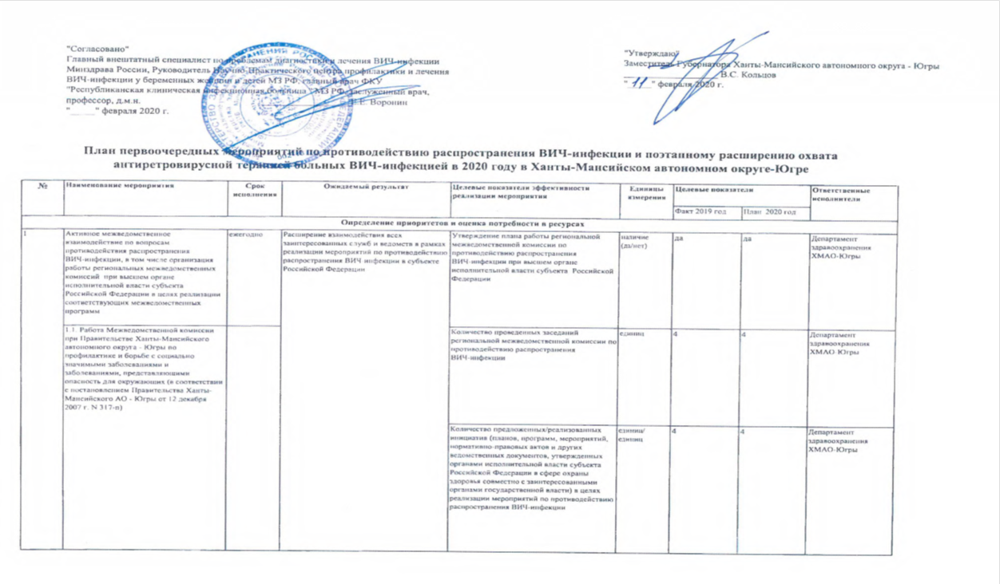 "Согласовано"
Главный внештатный специалист по проблемам диагностики и лечения ВИЧ-инфекции
Минздрава России, Руководитель Научно-Практического центра профилактики и лечения
ВИЧ-инфекции у беременных женщин и детей МЗ РФ, главный врач ФКУ
"Республиканская клиническая инфекционная больница" МЗ РФ, заслуженный врач,
профессор, д.м.н. Е.Е. Воронин
"______" февраля 2020 г.
"Утверждаю"
Заместитель Губернатора Ханты-Мансийского автономного округа - Югры
В.С. Кольцов
" 11 " февраля 2020 г.
План первоочередных мероприятий по противодействию распространения ВИЧ-инфекции и поэтапному расширению охвата
антиретровирусной терапией больных ВИЧ-инфекцией в 2020 году в Ханты-Мансийском автономном округе-Югре
№
Наименование мероприятия
Срок
исполнения
Ожидаемый результат
Целевые показатели эффективности
реализации мероприятия
Единицы
измерения
Целевые показатели
Ответственные
исполнители
Факт 2019 год
План 2020 год
Определение приоритетов и оценка потребности в ресурсах
1
Активное межведомственное
взаимодействие по вопросам
противодействия распространения
ВИЧ-инфекции, в том числе организация
работы региональных межведомственных
комиссий при высшем органе
исполнительной власти субъекта
Российской Федерации в целях реализации
соответствующих межведомственных
программ
ежегодно
Расширение взаимодействия всех
заинтересованных служб и ведомств в рамках
реализации мероприятий по противодействию
распространения ВИЧ инфекции в субъекте
Российской Федерации
Утверждение плана работы региональной
межведомственной комиссии по
противодействию распространения
ВИЧ-инфекции при высшем органе
исполнительной власти субъекта Российской
Федерации
наличие
(да/нет)
да
да
Департамент
здравоохранения
ХМАО-Югры
1.1. Работа Межведомственной комиссии
при Правительстве Ханты-Мансийского
автономного округа - Югры по
профилактике и борьбе с социально
значимыми заболеваниями и
заболеваниями, представляющими
опасность для окружающих (в соответствии
с постановлением Правительства Ханты-
Мансийского АО - Югры от 12 декабря
2007 г. N 317-п)
Количество проведенных заседаний
региональной межведомственной комиссии по
противодействию распространения
ВИЧ-инфекции
единиц
4
4
Департамент
здравоохранения
ХМАО-Югры
Количество предложенных/реализованных
инициатив (планов, программ, мероприятий,
нормативно-правовых актов и других
ведомственных документов, утвержденных
органами исполнительной власти субъекта
Российской Федерации в сфере охраны
здоровья совместно с заинтересованными
органами государственной власти) в целях
реализации мероприятий по противодействию
распространения ВИЧ-инфекции
единиц/
единиц
4
4
Департамент
здравоохранения
ХМАО-Югры